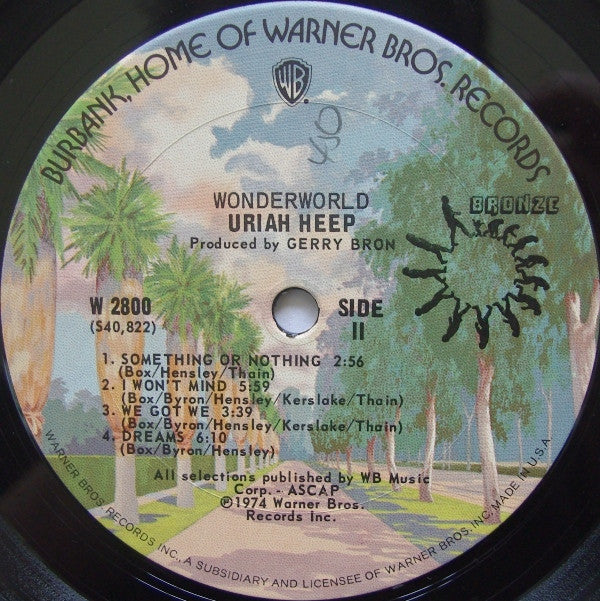 BURBANK, HOME OF WARNER BROS. RECORDS
WB
450
WONDERWORLD
URIAH HEEP
Produced by GERRY BRON
BRONZE
W 2800
(S40,822)
SIDE
II
1. SOMETHING OR NOTHING 2:56
(Box/Hensley/Thain)
2. I WON'T MIND 5:59
(Box/Byron/Hensley/Kerslake/Thain)
3. WE GOT WE 3:39
(Box/Byron/Hensley/Kerslake/Thain)
4. DREAMS 6:10
(Box/Byron/Hensley)
All selections published by WB Music
Corp. - ASCAP
℗1974 Warner Bros.
Records Inc.
WARNER BROS. RECORDS INC., A SUBSIDIARY AND LICENSEE OF WARNER BROS. INC. MADE IN U.S.A.